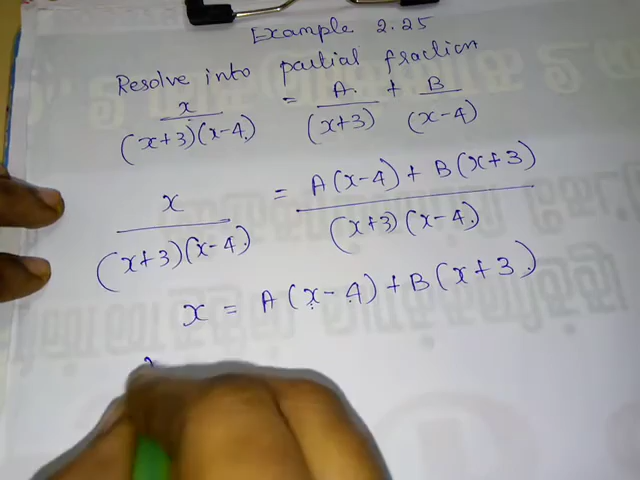 Example 2.25
Resolve into partial fraction
x/((x+3)(x-4)) = A/(x+3) + B/(x-4)
x/((x+3)(x-4)) = A(x-4) + B(x+3)/((x+3)(x-4))
x = A(x-4) + B(x+3)